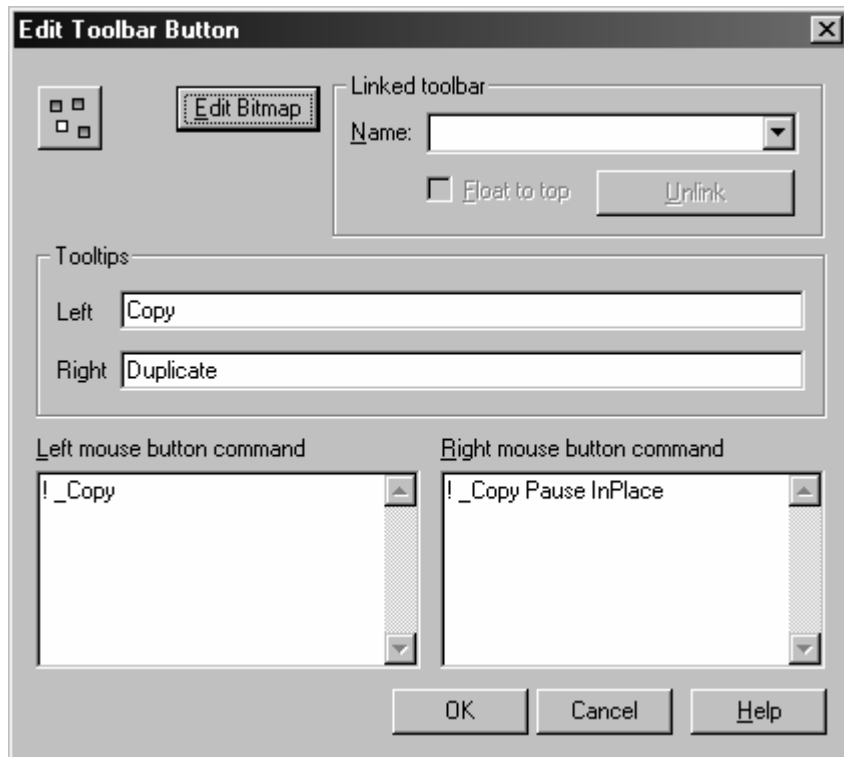 Edit Toolbar Button
Edit Bitmap
Linked toolbar
Name:
Float to top
Unlink
Tooltips
Left Copy
Right Duplicate
Left mouse button command
Right mouse button command
! _Copy
! _Copy Pause InPlace
OK
Cancel
Help